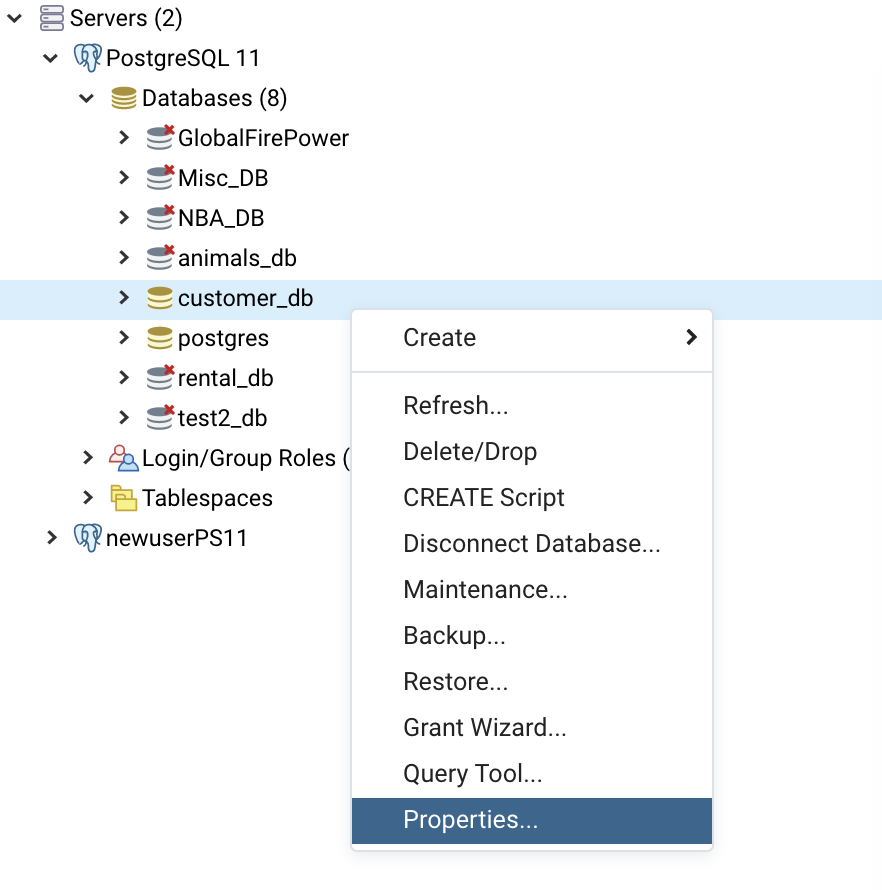 Servers (2)
PostgreSQL 11
Databases (8)
GlobalFirePower
Misc_DB
NBA_DB
animals_db
customer_db
postgres
rental_db
test2_db
Login/Group Roles (
Tablespaces
newuserPS11
Create
Refresh...
Delete/Drop
CREATE Script
Disconnect Database...
Maintenance...
Backup...
Restore...
Grant Wizard...
Query Tool...
Properties...